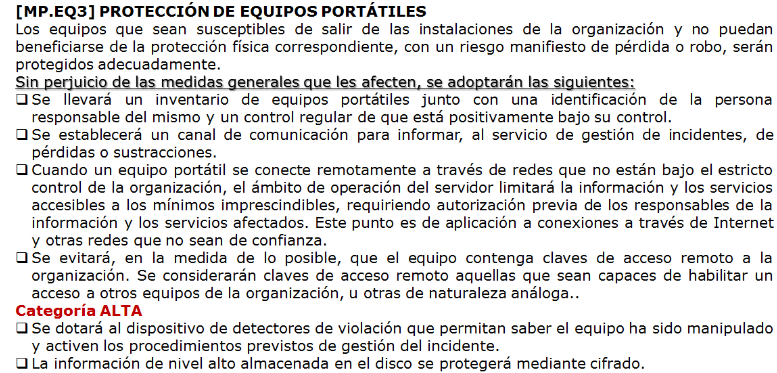 [MP.EQ3] PROTECCIÓN DE EQUIPOS PORTÁTILES
Los equipos que sean susceptibles de salir de las instalaciones de la organización y no puedan
beneficiarse de la protección física correspondiente, con un riesgo manifiesto de pérdida o robo, serán
protegidos adecuadamente.
Sin perjuicio de las medidas generales que les afecten, se adoptarán las siguientes:
❑ Se llevará un inventario de equipos portátiles junto con una identificación de la persona
responsable del mismo y un control regular de que está positivamente bajo su control.
❑ Se establecerá un canal de comunicación para informar, al servicio de gestión de incidentes, de
pérdidas o sustracciones.
❑ Cuando un equipo portátil se conecte remotamente a través de redes que no están bajo el estricto
control de la organización, el ámbito de operación del servidor limitará la información y los servicios
accesibles a los mínimos imprescindibles, requiriendo autorización previa de los responsables de la
información y los servicios afectados. Este punto es de aplicación a conexiones a través de Internet
y otras redes que no sean de confianza.
❑ Se evitará, en la medida de lo posible, que el equipo contenga claves de acceso remoto a la
organización. Se considerarán claves de acceso remoto aquellas que sean capaces de habilitar un
acceso a otros equipos de la organización, u otras de naturaleza análoga..
Categoría ALTA
❑ Se dotará al dispositivo de detectores de violación que permitan saber el equipo ha sido manipulado
y activen los procedimientos previstos de gestión del incidente.
❑ La información de nivel alto almacenada en el disco se protegerá mediante cifrado.